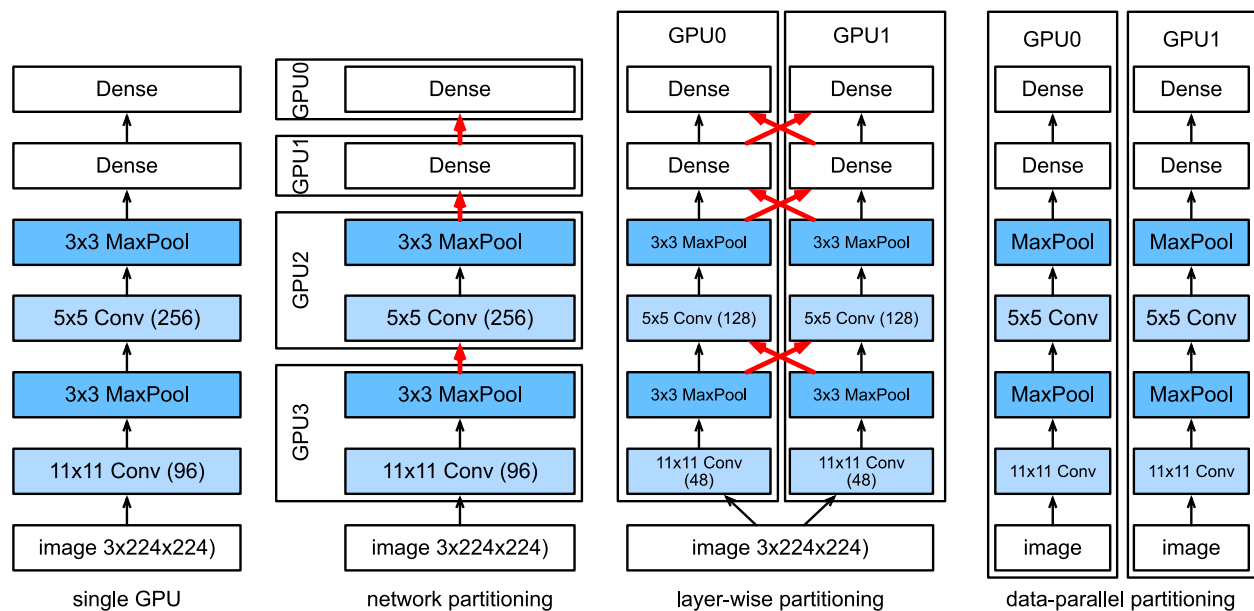 Dense
Dense
3x3 MaxPool
5x5 Conv (256)
3x3 MaxPool
11x11 Conv (96)
image 3x224x224)
single GPU
GPU0
Dense
GPU1
Dense
GPU2
3x3 MaxPool
5x5 Conv (256)
GPU3
3x3 MaxPool
11x11 Conv (96)
image 3x224x224)
network partitioning
GPU0
Dense
Dense
3x3 MaxPool
5x5 Conv (128)
3x3 MaxPool
11x11 Conv
(48)
GPU1
Dense
Dense
3x3 MaxPool
5x5 Conv (128)
3x3 MaxPool
11x11 Conv
(48)
image 3x224x224)
layer-wise partitioning
GPU0
Dense
Dense
MaxPool
5x5 Conv
MaxPool
11x11 Conv
image
GPU1
Dense
Dense
MaxPool
5x5 Conv
MaxPool
11x11 Conv
image
data-parallel partitioning